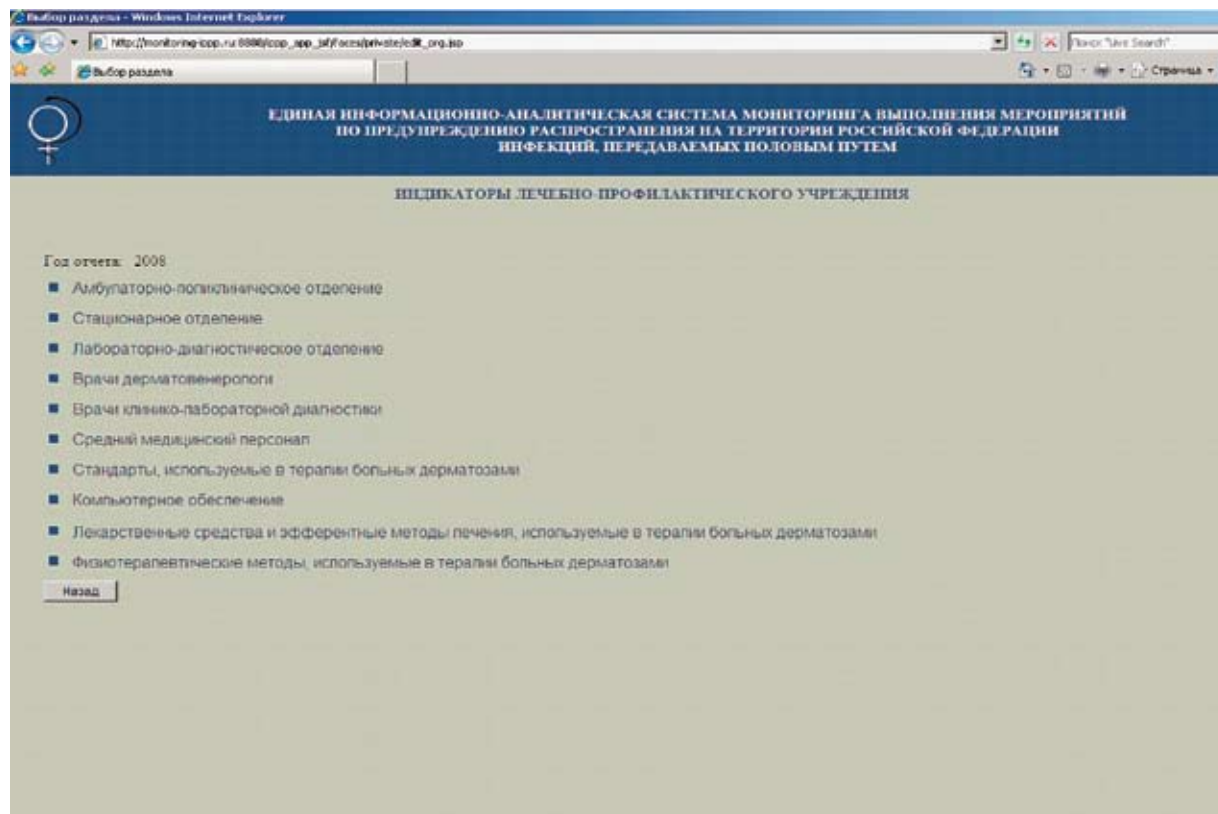 Выбор раздела - Windows Internet Explorer
Поиск "Live Search"
Выбор раздела
Страница
ЕДИНАЯ ИНФОРМАЦИОННО-АНАЛИТИЧЕСКАЯ СИСТЕМА МОНИТОРИНГА ВЫПОЛНЕНИЯ МЕРОПРИЯТИЙ
ПО ПРЕДУПРЕЖДЕНИЮ РАСПРОСТРАНЕНИЯ НА ТЕРРИТОРИИ РОССИЙСКОЙ ФЕДЕРАЦИИ
ИНФЕКЦИЙ, ПЕРЕДАВАЕМЫХ ПОЛОВЫМ ПУТЕМ
ИНДИКАТОРЫ ЛЕЧЕБНО-ПРОФИЛАКТИЧЕСКОГО УЧРЕЖДЕНИЯ
Год отчета: 2008
Амбулаторно-поликлиническое отделение
Стационарное отделение
Лабораторно-диагностическое отделение
Врачи дерматовенерологи
Врачи клинико-лабораторной диагностики
Средний медицинский персонал
Стандарты, используемые в терапии больных дерматозами
Компьютерное обеспечение
Лекарственные средства и эфферентные методы лечения, используемые в терапии больных дерматозами
Физиотерапевтические методы, используемые в терапии больных дерматозами
Назад